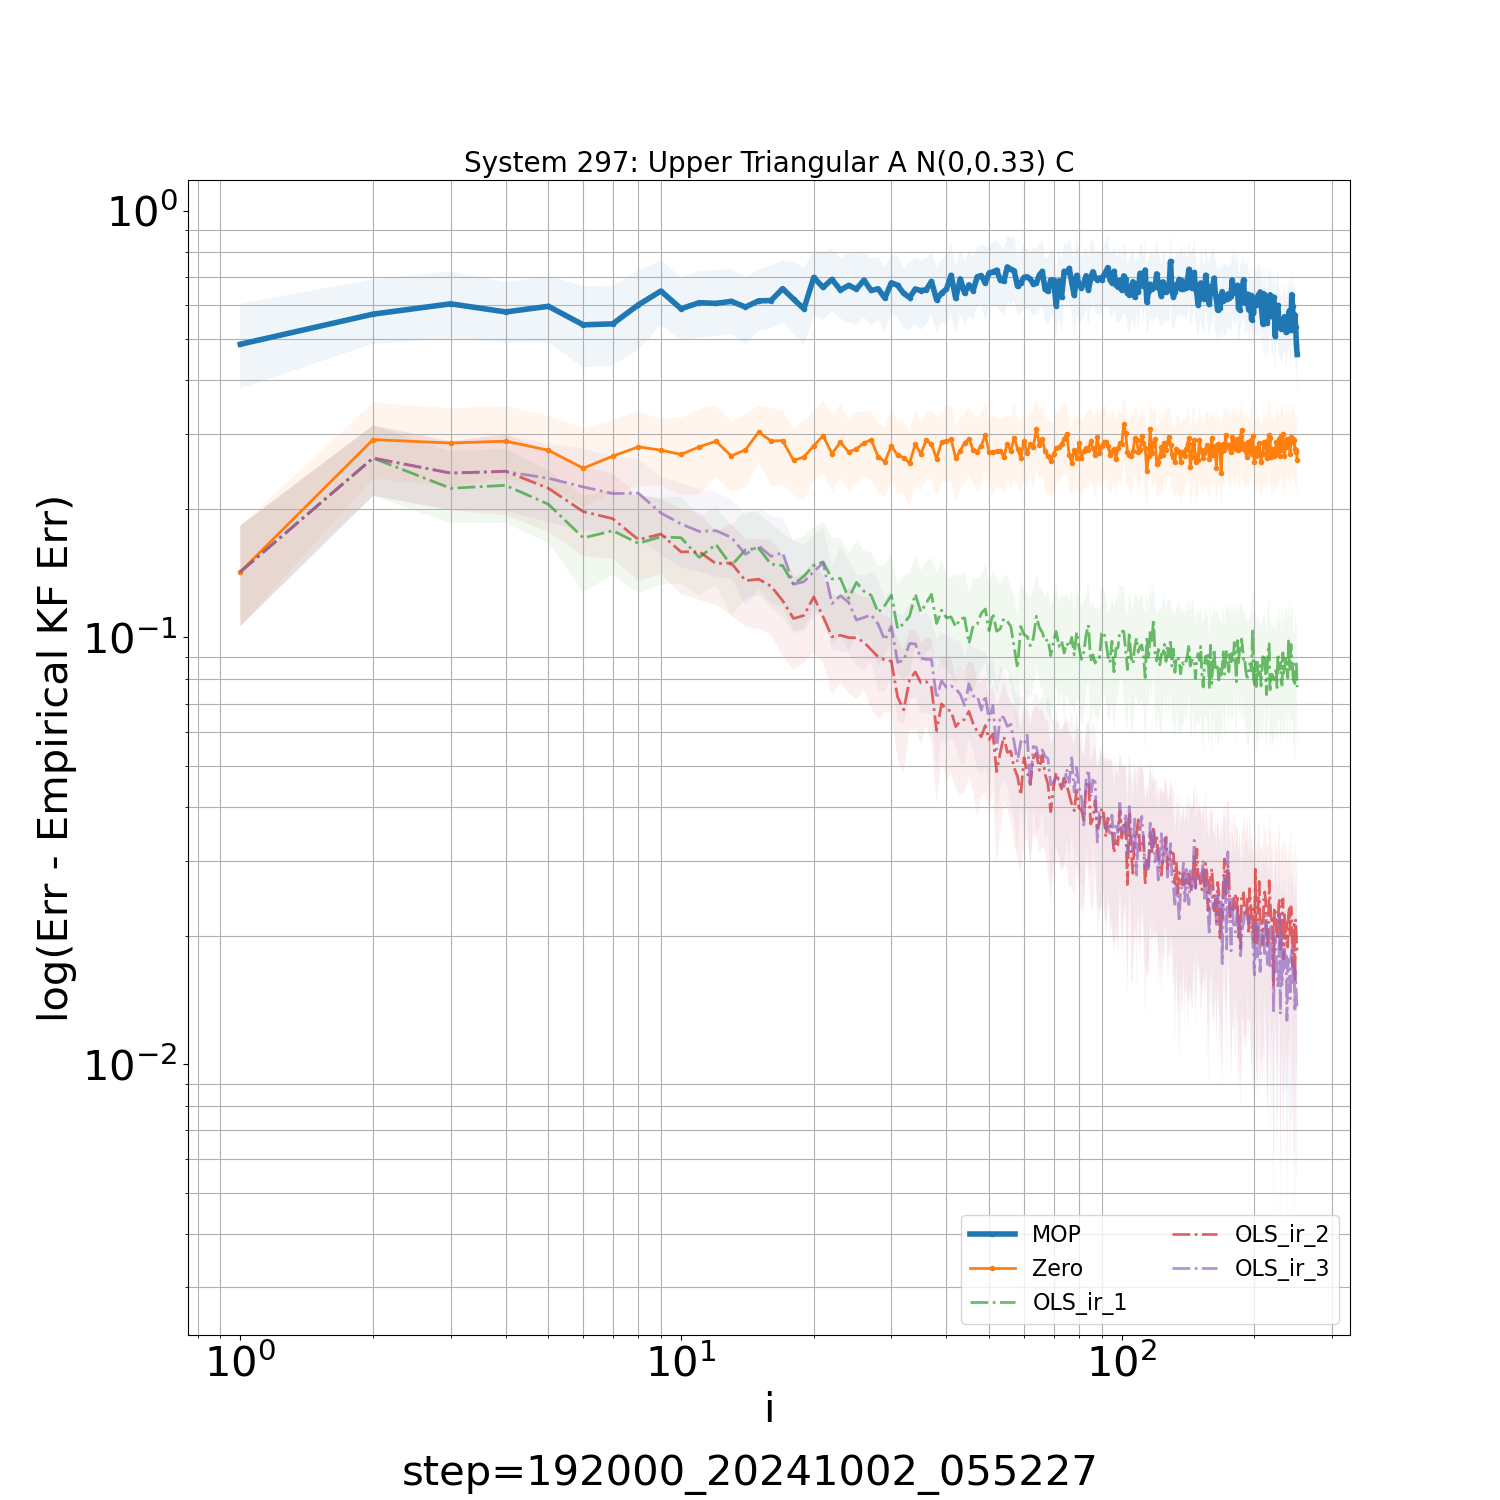 System 297: Upper Triangular A N(0,0.33) C
log(Err - Empirical KF Err)
10⁰
10⁻¹
10⁻²
MOP
Zero
OLS_ir_1
OLS_ir_2
OLS_ir_3
10⁰ 10¹ 10²
i
step=192000_20241002_055227